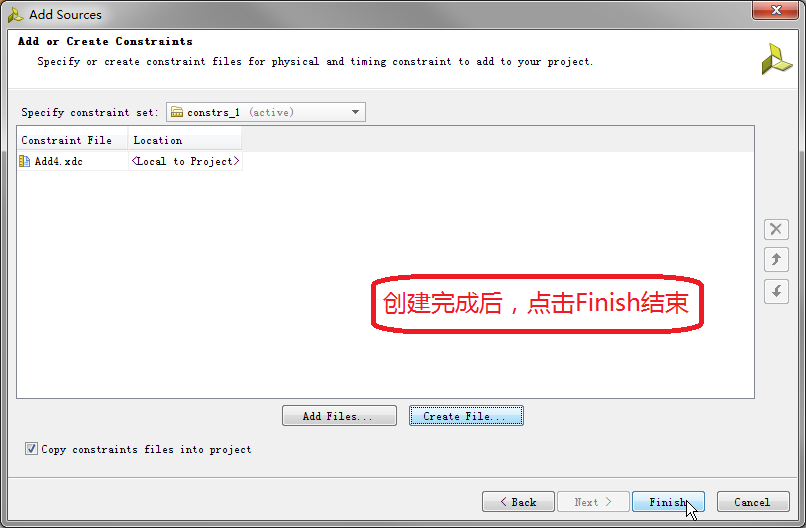 Add Sources
Add or Create Constraints
Specify or create constraint files for physical and timing constraint to add to your project.
Specify constraint set: constrs_1 (active)
Constraint File Location
Add4.xdc <Local to Project>
创建完成后，点击Finish结束
Add Files... Create File...
Copy constraints files into project
< Back Next > Finish Cancel